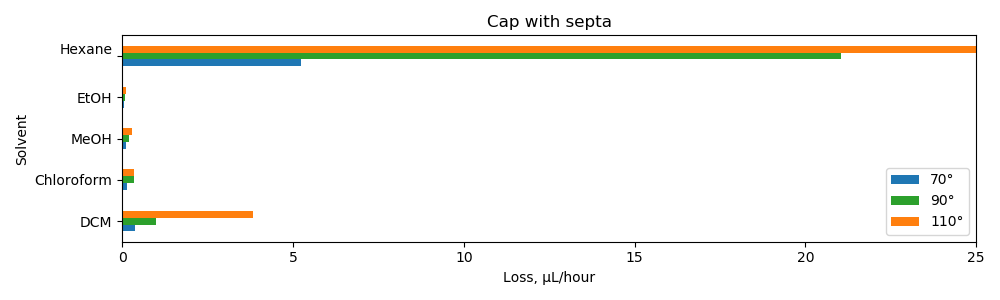 Cap with septa
Solvent
Hexane
EtOH
MeOH
Chloroform
DCM
70°
90°
110°
0 5 10 15 20 25
Loss, µL/hour